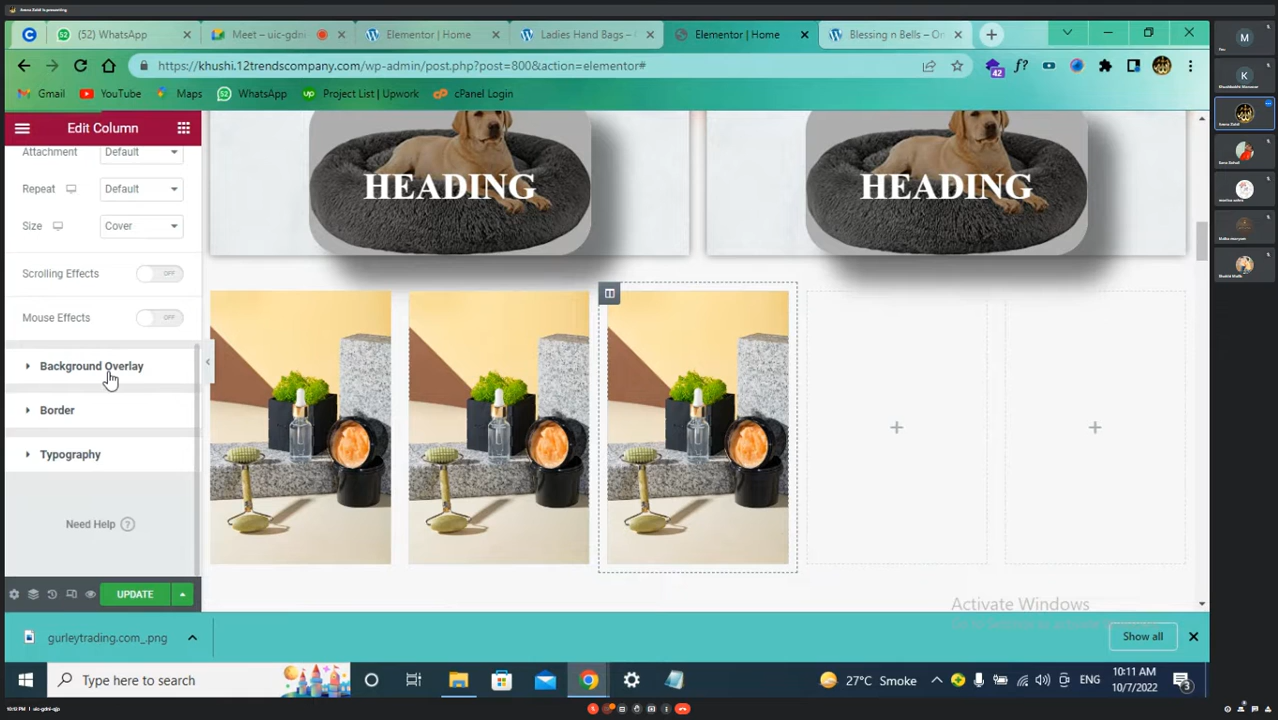 (52) WhatsApp
Meet – uic-gdni
Elementor | Home
Ladies Hand Bags –
Elementor | Home
Blessing n Bells – On
https://khushi.12trendscompany.com/wp-admin/post.php?post=800&action=elementor#
42
f?
Gmail
YouTube
Maps
WhatsApp
Project List | Upwork
cPanel Login
Edit Column
Attachment
Default
Repeat
Default
Size
Cover
Scrolling Effects
OFF
Mouse Effects
OFF
Background Overlay
Border
Typography
Need Help
UPDATE
HEADING
HEADING
Activate Windows
gurleytrading.com_.png
Show all
Type here to search
27°C Smoke
ENG
10:11 AM
10/7/2022
3
M
K